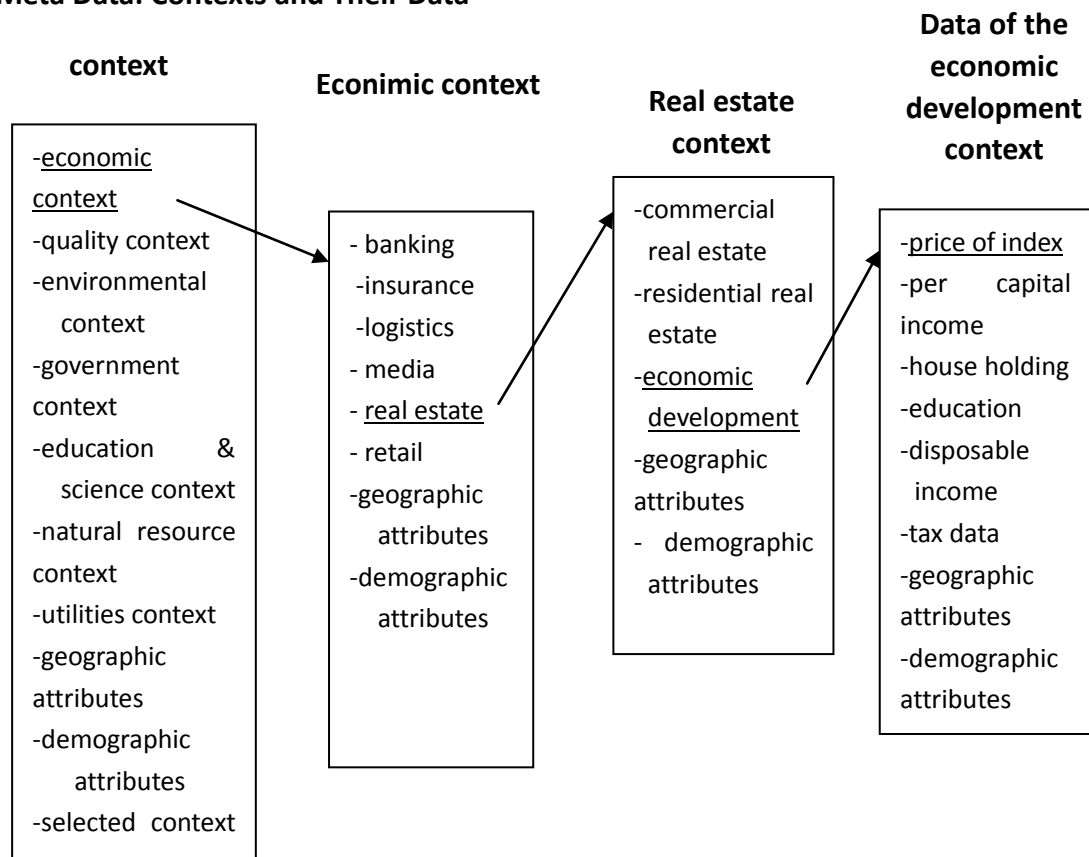 Meta Data: Contexts and Their Data
context
-economic
context
-quality context
-environmental
context
-government
context
-education &
science context
-natural resource
context
-utilities context
-geographic
attributes
-demographic
attributes
-selected context
Econimic context
- banking
-insurance
-logistics
- media
- real estate
- retail
-geographic
attributes
-demographic
attributes
Real estate
context
-commercial
real estate
-residential real
estate
-economic
development
-geographic
attributes
- demographic
attributes
Data of the
economic
development
context
-price of index
-per capital
income
-house holding
-education
-disposable
income
-tax data
-geographic
attributes
-demographic
attributes